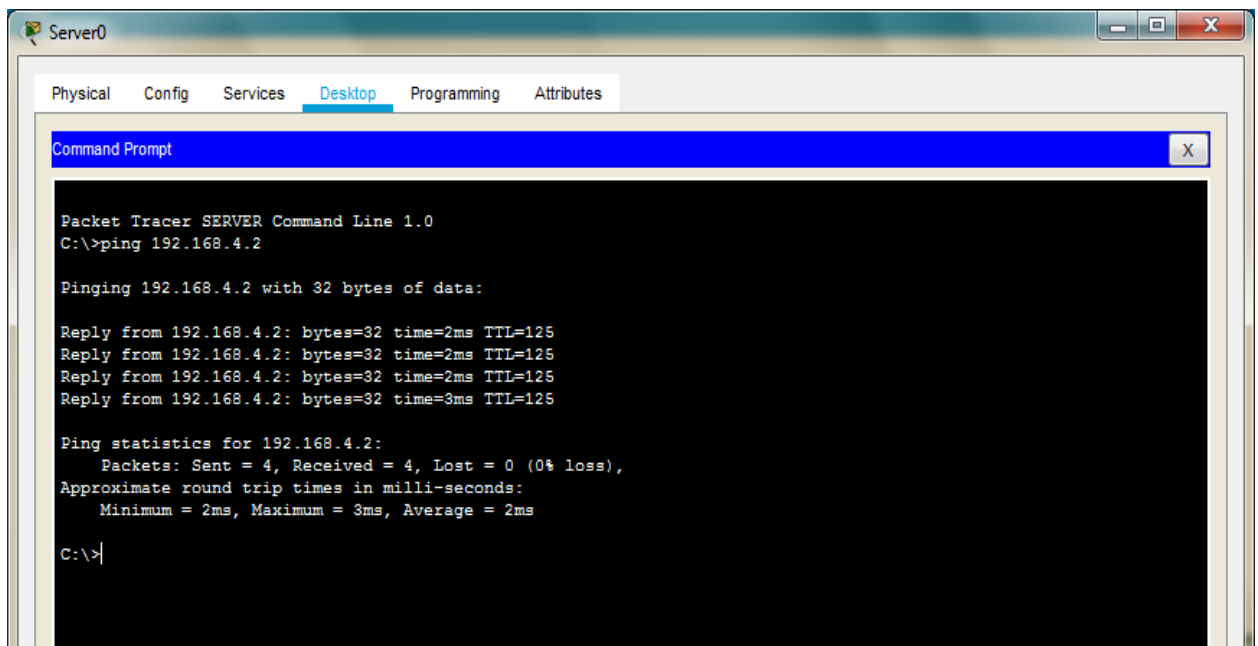 Server0
Physical Config Services Desktop Programming Attributes
Command Prompt
X
Packet Tracer SERVER Command Line 1.0
C:\>ping 192.168.4.2
Pinging 192.168.4.2 with 32 bytes of data:
Reply from 192.168.4.2: bytes=32 time=2ms TTL=125
Reply from 192.168.4.2: bytes=32 time=2ms TTL=125
Reply from 192.168.4.2: bytes=32 time=2ms TTL=125
Reply from 192.168.4.2: bytes=32 time=3ms TTL=125
Ping statistics for 192.168.4.2:
Packets: Sent = 4, Received = 4, Lost = 0 (0% loss),
Approximate round trip times in milli-seconds:
Minimum = 2ms, Maximum = 3ms, Average = 2ms
C:\>